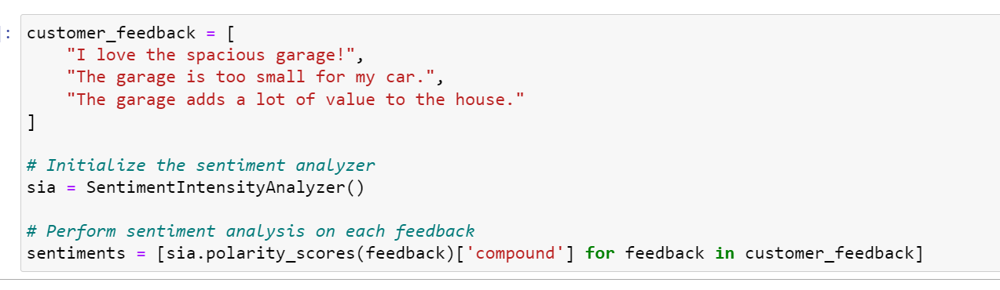 ]:
customer_feedback = [
    "I love the spacious garage!",
    "The garage is too small for my car.",
    "The garage adds a lot of value to the house."
]
# Initialize the sentiment analyzer
sia = SentimentIntensityAnalyzer()
# Perform sentiment analysis on each feedback
sentiments = [sia.polarity_scores(feedback)['compound'] for feedback in customer_feedback]